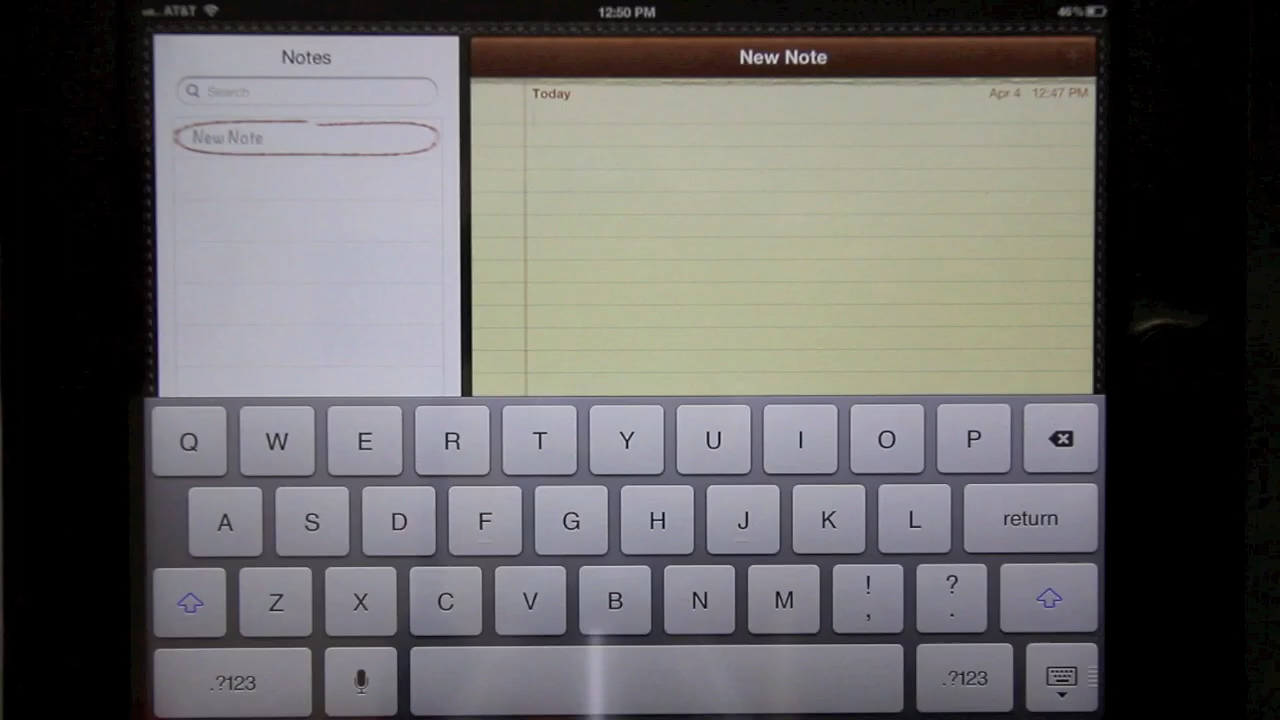 AT&T
12:50 PM
46%
Notes
New Note
Search
Today
Apr 4 12:47 PM
New Note
Q W E R T Y U I O P
A S D F G H J K L return
Z X C V B N M ! , ? .
.?123 .?123